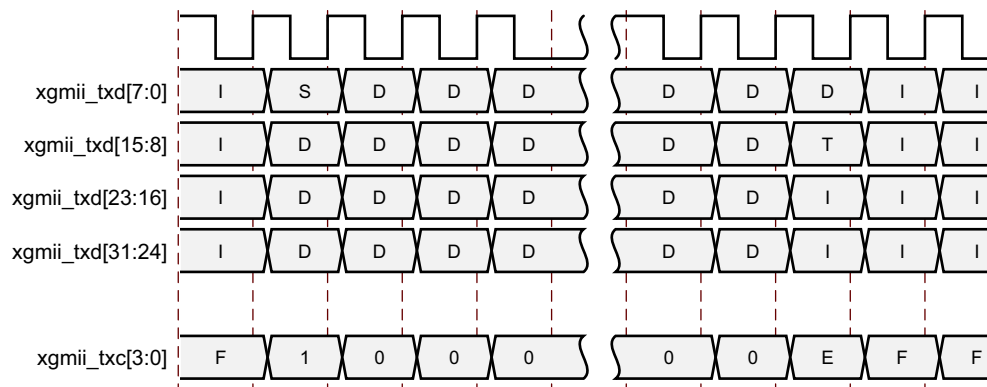 xgmii_txd[7:0] I S D D D D D D I I
xgmii_txd[15:8] I D D D D D D T I I
xgmii_txd[23:16] I D D D D D D I I I
xgmii_txd[31:24] I D D D D D D I I I
xgmii_txc[3:0] F 1 0 0 0 0 0 E F F